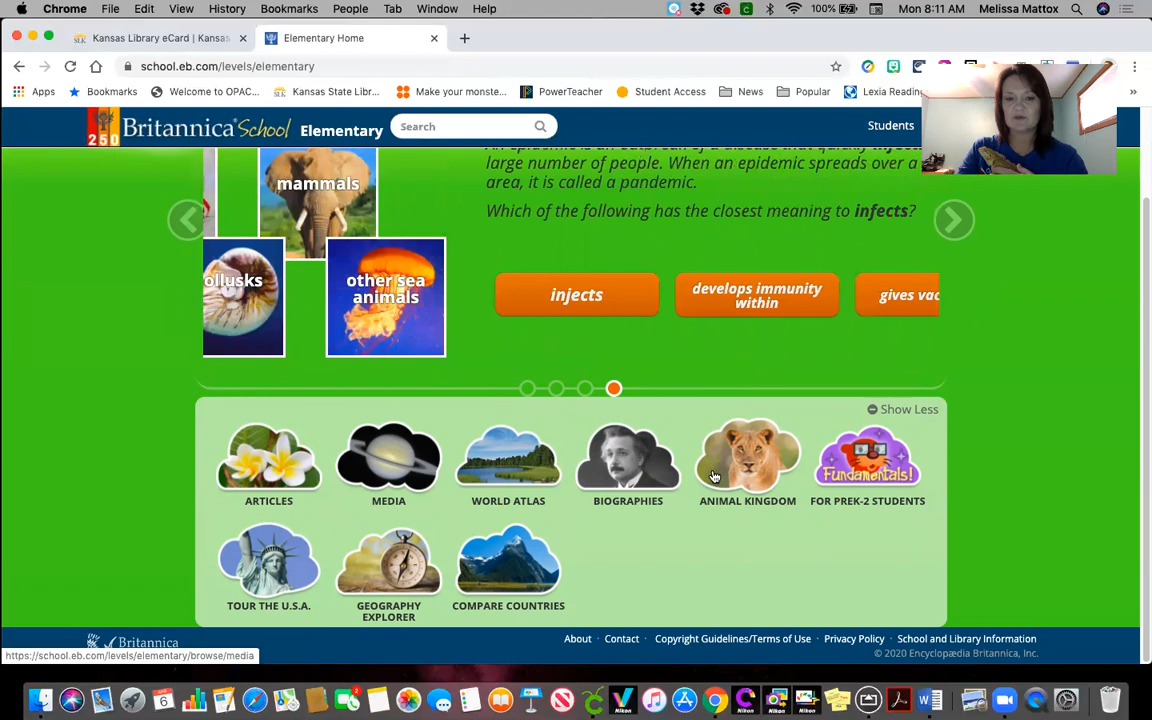 Chrome File Edit View History Bookmarks People Tab Window Help 100% Mon 8:11 AM Melissa Mattox
Kansas Library eCard | Kansas Elementary Home
school.eb.com/levels/elementary
Apps Bookmarks Welcome to OPAC... Kansas State Libr... Make your monste... PowerTeacher Student Access News Popular Lexia Reading
250 Britannica School Elementary Search Students
large number of people. When an epidemic spreads over a
area, it is called a pandemic.
mammals
Which of the following has the closest meaning to infects?
ollusks
other sea
animals
injects
develops immunity
within
gives vac
Show Less
ARTICLES MEDIA WORLD ATLAS BIOGRAPHIES ANIMAL KINGDOM Fundamentals! FOR PREK-2 STUDENTS
TOUR THE U.S.A. GEOGRAPHY
EXPLORER COMPARE COUNTRIES
Britannica About · Contact · Copyright Guidelines/Terms of Use · Privacy Policy · School and Library Information
© 2020 Encyclopædia Britannica, Inc.
https://school.eb.com/levels/elementary/browse/media